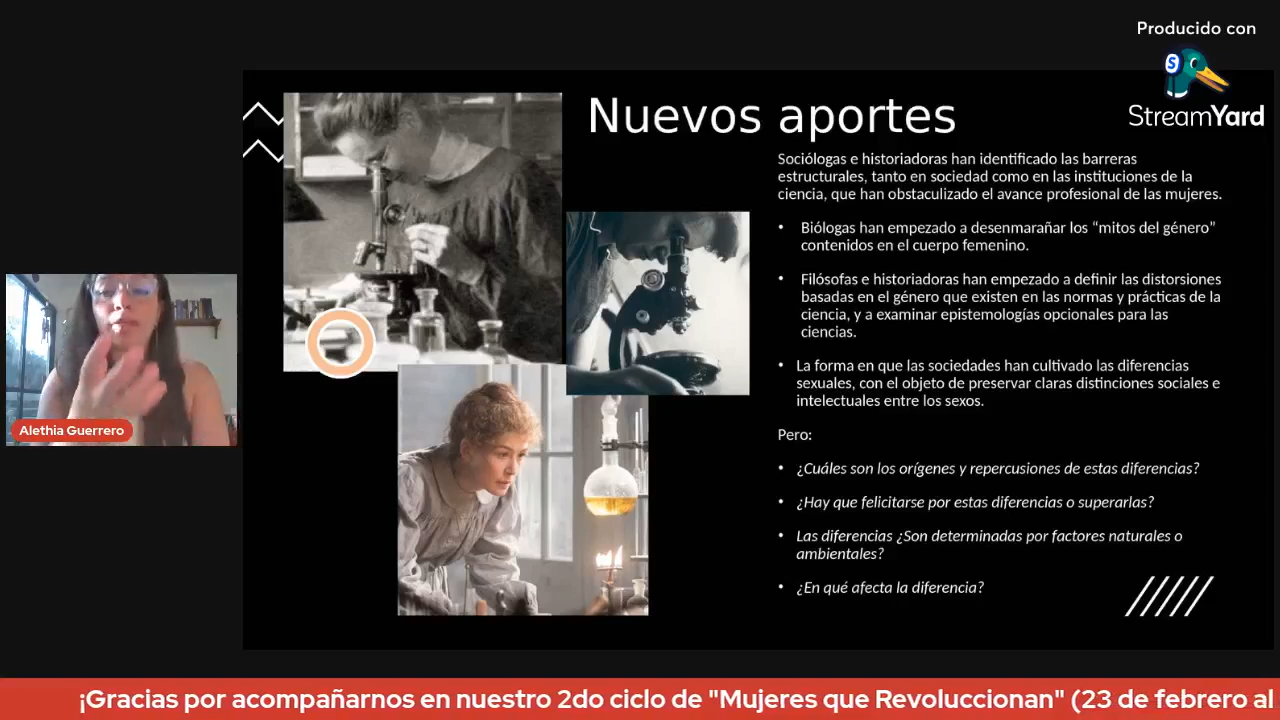 Producido con
StreamYard
Nuevos aportes
Sociólogas e historiadoras han identificado las barreras
estructurales, tanto en sociedad como en las instituciones de la
ciencia, que han obstaculizado el avance profesional de las mujeres.
• Biólogas han empezado a desenmarañar los “mitos del género”
contenidos en el cuerpo femenino.
• Filósofas e historiadoras han empezado a definir las distorsiones
basadas en el género que existen en las normas y prácticas de la
ciencia, y a examinar epistemologías opcionales para las
ciencias.
• La forma en que las sociedades han cultivado las diferencias
sexuales, con el objeto de preservar claras distinciones sociales e
intelectuales entre los sexos.
Pero:
• ¿Cuáles son los orígenes y repercusiones de estas diferencias?
• ¿Hay que felicitarse por estas diferencias o superarlas?
• Las diferencias ¿Son determinadas por factores naturales o
ambientales?
• ¿En qué afecta la diferencia?
Alethia Guerrero
¡Gracias por acompañarnos en nuestro 2do ciclo de "Mujeres que Revoluccionan" (23 de febrero al